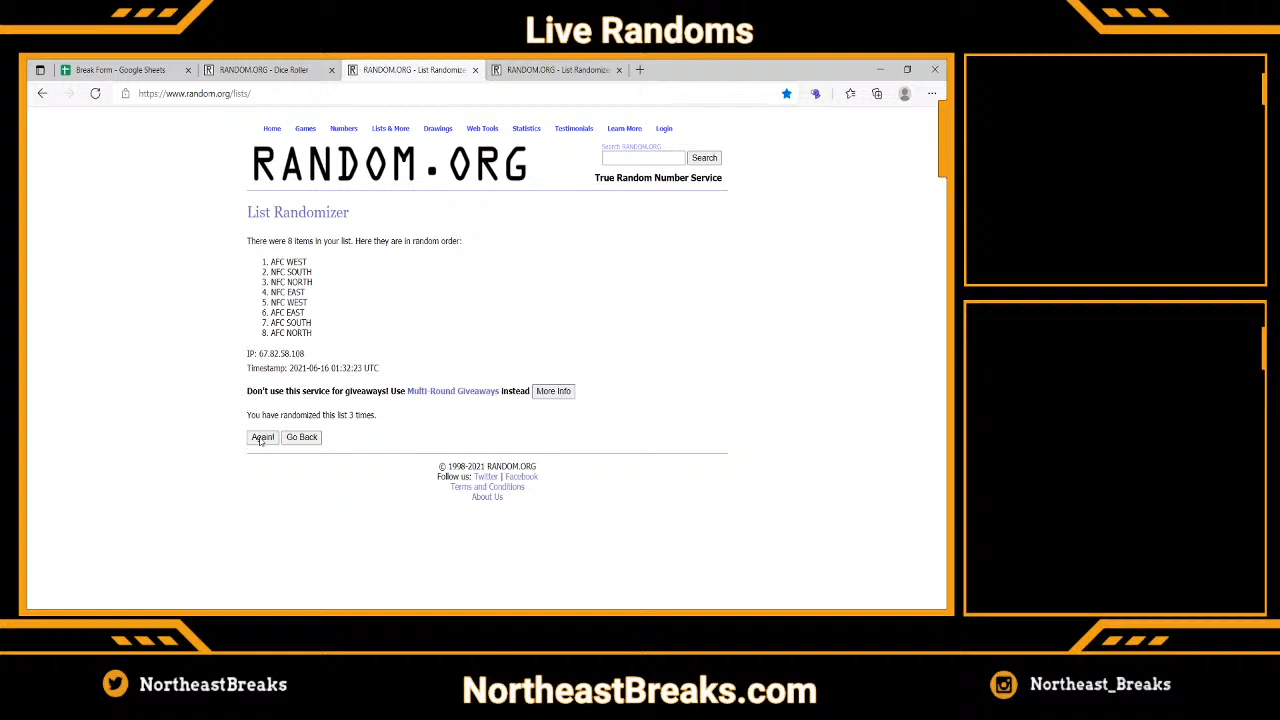 Live Randoms
Break Form - Google Sheets
RANDOM.ORG - Dice Roller
RANDOM.ORG - List Randomize
RANDOM.ORG - List Randomize
https://www.random.org/lists/
Home Games Numbers Lists & More Drawings Web Tools Statistics Testimonials Learn More Login
RANDOM.ORG
Search RANDOM.ORG
Search
True Random Number Service
List Randomizer
There were 8 items in your list. Here they are in random order:
1. AFC WEST
2. NFC SOUTH
3. NFC NORTH
4. NFC EAST
5. NFC WEST
6. AFC EAST
7. AFC SOUTH
8. AFC NORTH
IP: 67.82.58.108
Timestamp: 2021-06-16 01:32:23 UTC
Don't use this service for giveaways! Use Multi-Round Giveaways instead More Info
You have randomized this list 3 times.
Again! Go Back
© 1998-2021 RANDOM.ORG
Follow us: Twitter | Facebook
Terms and Conditions
About Us
NortheastBreaks
NortheastBreaks.com
Northeast_Breaks